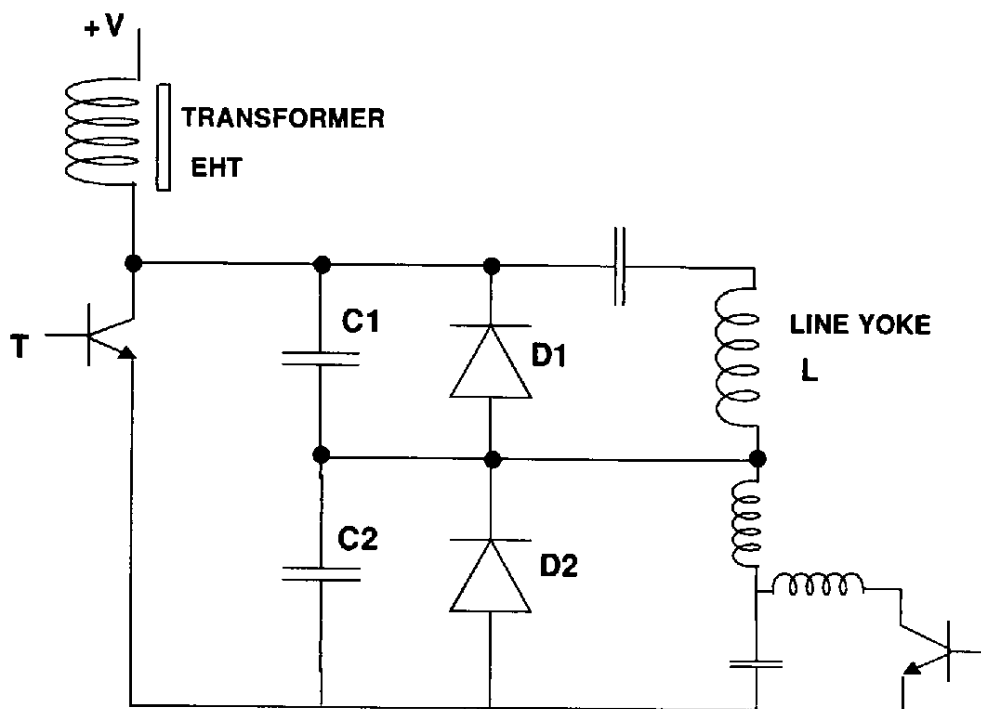 +V
TRANSFORMER
EHT
T
C1
D1
LINE YOKE
L
C2
D2